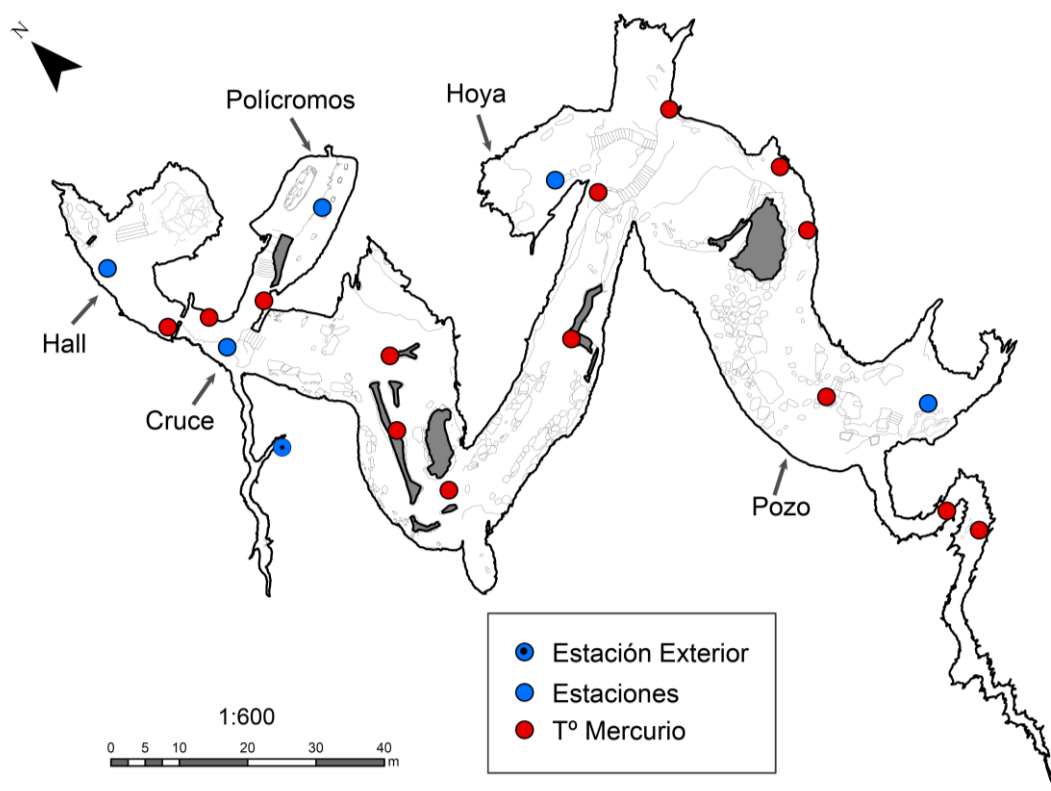 N
Polícromos
Hoya
Hall
Cruce
Pozo
Estación Exterior
Estaciones
Tº Mercurio
1:600
0 5 10 20 30 40
m